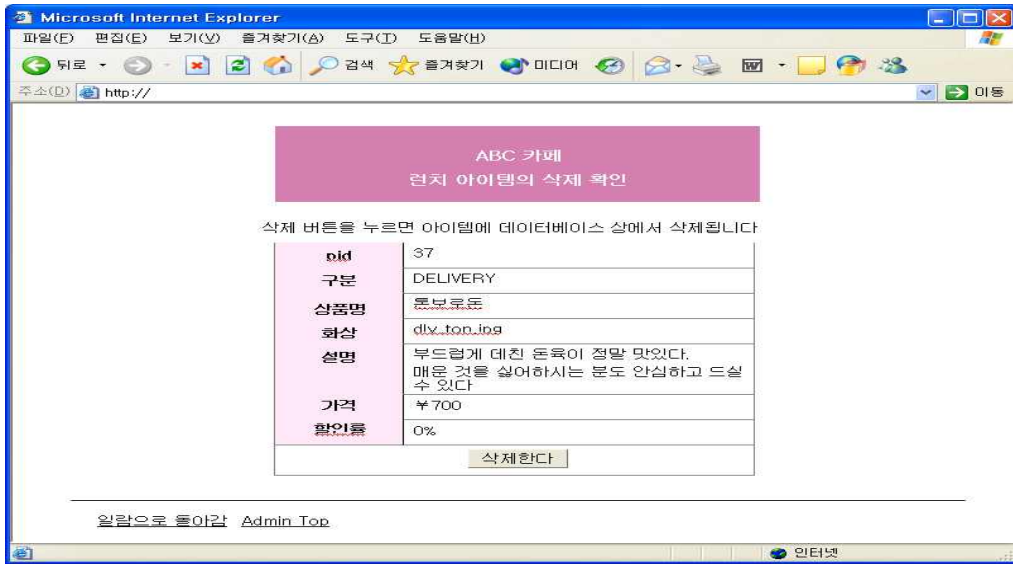 Microsoft Internet Explorer
파일(F) 편집(E) 보기(V) 즐겨찾기(A) 도구(T) 도움말(H)
뒤로 검색 즐겨찾기 미디어
주소(D) http:// 이동
ABC 카페
런치 아이템의 삭제 확인
삭제 버튼을 누르면 아이템에 데이터베이스 상에서 삭제됩니다
pid 37
구분 DELIVERY
상품명 톤보로돈
화상 dly_ton.jpg
설명 부드럽게 데친 돈육이 정말 맛있다.
매운 것을 싫어하시는 분도 안심하고 드실
수 있다
가격 ￥700
할인률 0%
삭제한다
일람으로 돌아감 Admin Top
인터넷